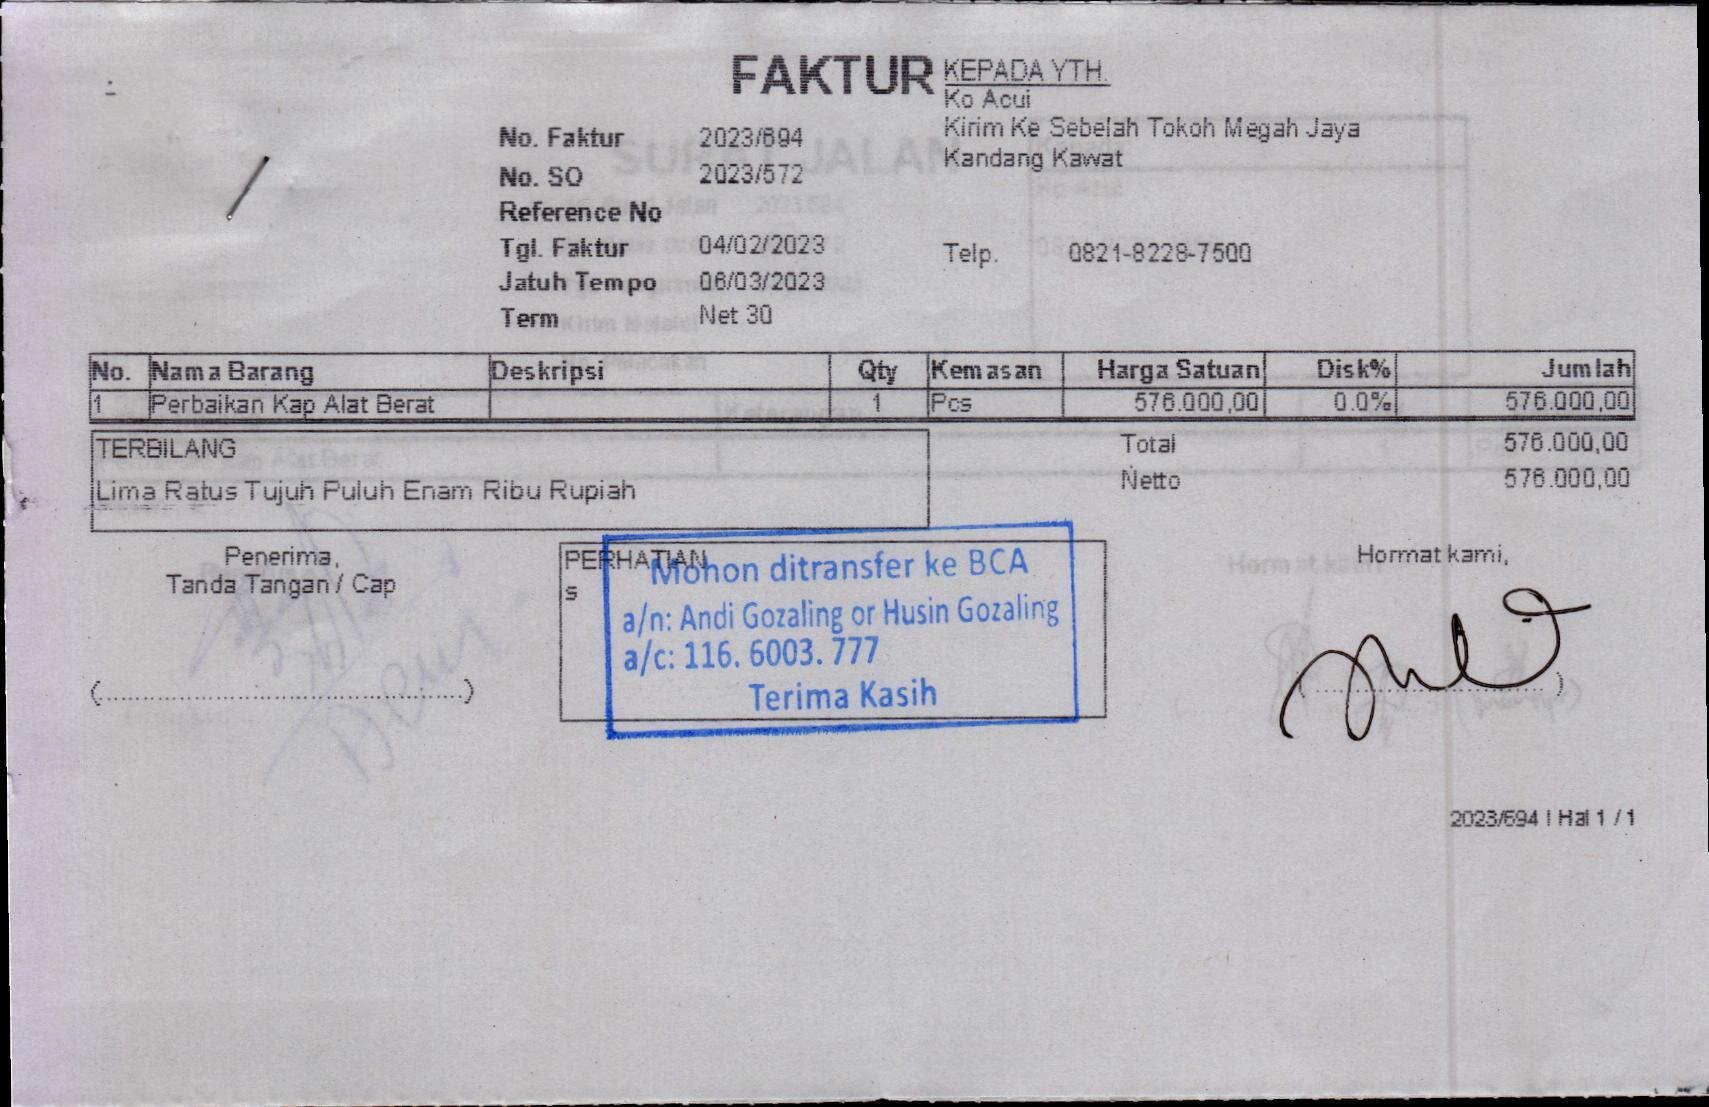 FAKTUR
KEPADA YTH.
Ko Acui
Kirim Ke Sebelah Tokoh Megah Jaya
Kandang Kawat
No. Faktur 2023/694
No. SO 2023/572
Reference No
Tgl. Faktur 04/02/2023
Jatuh Tempo 06/03/2023
Term Net 30
Telp. 0821-8228-7500
No. Nama Barang Deskripsi Qty Kemasan Harga Satuan Disk% Jumlah
1 Perbaikan Kap Alat Berat 1 Pcs 576.000,00 0.0% 576.000,00
TERBILANG
Lima Ratus Tujuh Puluh Enam Ribu Rupiah
Total 576.000,00
Netto 576.000,00
Penerima,
Tanda Tangan / Cap
(........................................................)
PERHATIAN
s
Mohon ditransfer ke BCA
a/n: Andi Gozaling or Husin Gozaling
a/c: 116. 6003. 777
Terima Kasih
Hormat kami,
2023/694 | Hal 1 / 1